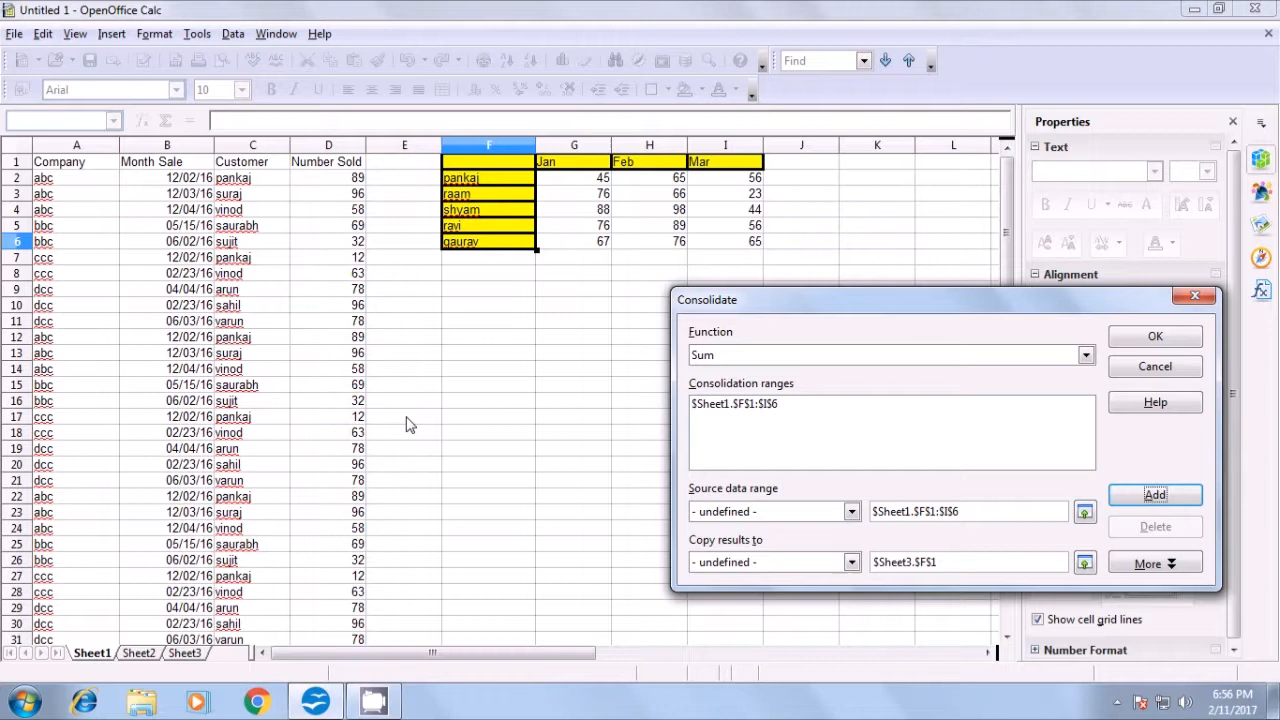 Untitled 1 - OpenOffice Calc
File Edit View Insert Format Tools Data Window Help
Find
Arial 10
A B C D E F G H I J K L
1 Company Month Sale Customer Number Sold Jan Feb Mar
2 abc 12/02/16 pankaj 89 pankaj 45 65 56
3 abc 12/03/16 suraj 96 raam 76 66 23
4 abc 12/04/16 vinod 58 shyam 88 98 44
5 bbc 05/15/16 saurabh 69 ravi 76 89 56
6 bbc 06/02/16 sujit 32 gaurav 67 76 65
7 ccc 12/02/16 pankaj 12
8 ccc 02/23/16 vinod 63
9 dcc 04/04/16 arun 78
10 dcc 02/23/16 sahil 96
11 dcc 06/03/16 varun 78
12 abc 12/02/16 pankaj 89
13 abc 12/03/16 suraj 96
14 abc 12/04/16 vinod 58
15 bbc 05/15/16 saurabh 69
16 bbc 06/02/16 sujit 32
17 ccc 12/02/16 pankaj 12
18 ccc 02/23/16 vinod 63
19 dcc 04/04/16 arun 78
20 dcc 02/23/16 sahil 96
21 dcc 06/03/16 varun 78
22 abc 12/02/16 pankaj 89
23 abc 12/03/16 suraj 96
24 abc 12/04/16 vinod 58
25 bbc 05/15/16 saurabh 69
26 bbc 06/02/16 sujit 32
27 ccc 12/02/16 pankaj 12
28 ccc 02/23/16 vinod 63
29 dcc 04/04/16 arun 78
30 dcc 02/23/16 sahil 96
31 dcc 06/03/16 varun 78
Sheet1 Sheet2 Sheet3
Properties
Text
Alignment
Show cell grid lines
Number Format
Consolidate
Function
Sum
Consolidation ranges
$Sheet1.$F$1:$I$6
Source data range
- undefined - $Sheet1.$F$1:$I$6
Copy results to
- undefined - $Sheet3.$F$1
OK
Cancel
Help
Add
Delete
More
6:56 PM
2/11/2017